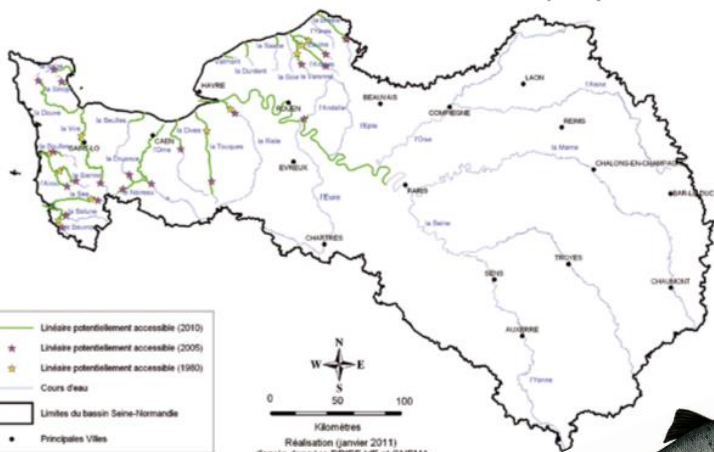 l'Yères
la Saane
la Durdent
HAVRE
ROUEN
l'Andelle
BEAUVAIS
l'Epte
COMPIEGNE
l'Oise
LAON
l'Aisne
REIMS
la Marne
CHALONS-EN-CHAMPAG
BAR-LE-DUC
la Douve
la Vire
la Seulles
CAEN
la Dives
l'Orne
la Touques
la Risle
EVREUX
l'Eure
PARIS
la Seine
CHARTRES
SENS
TROYES
CHAUMONT
AUXERRE
l'Yonne
la Sienne
la Sée
la Sélune
le Noireau
Linéaire potentiellement accessible (2010)
Linéaire potentiellement accessible (2005)
Linéaire potentiellement accessible (1980)
Cours d'eau
Limites du bassin Seine-Normandie
Principales Villes
N
W E
S
0 50 100
Kilomètres
Réalisation (janvier 2011)